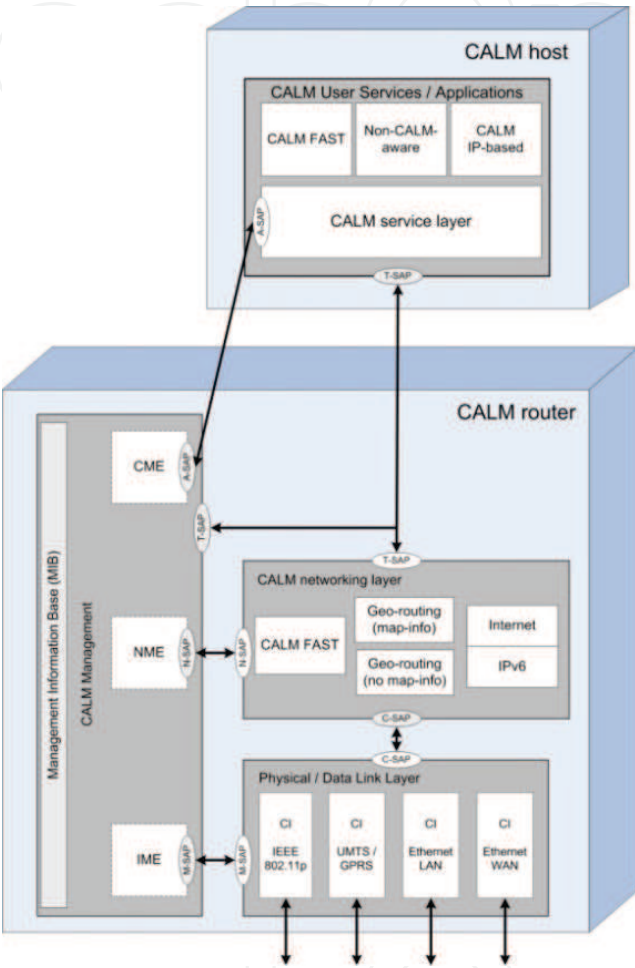 CALM host
CALM User Services / Applications
CALM FAST
Non-CALM-
aware
CALM
IP-based
A-SAP
CALM service layer
T-SAP
CALM router
Management Information Base (MIB)
CALM Management
CME
A-SAP
T-SAP
NME
N-SAP
IME
M-SAP
T-SAP
CALM networking layer
N-SAP
CALM FAST
Geo-routing
(map-info)
Geo-routing
(no map-info)
Internet
IPv6
C-SAP
C-SAP
Physical / Data Link Layer
M-SAP
CI
IEEE
802.11p
CI
UMTS /
GPRS
CI
Ethernet
LAN
CI
Ethernet
WAN